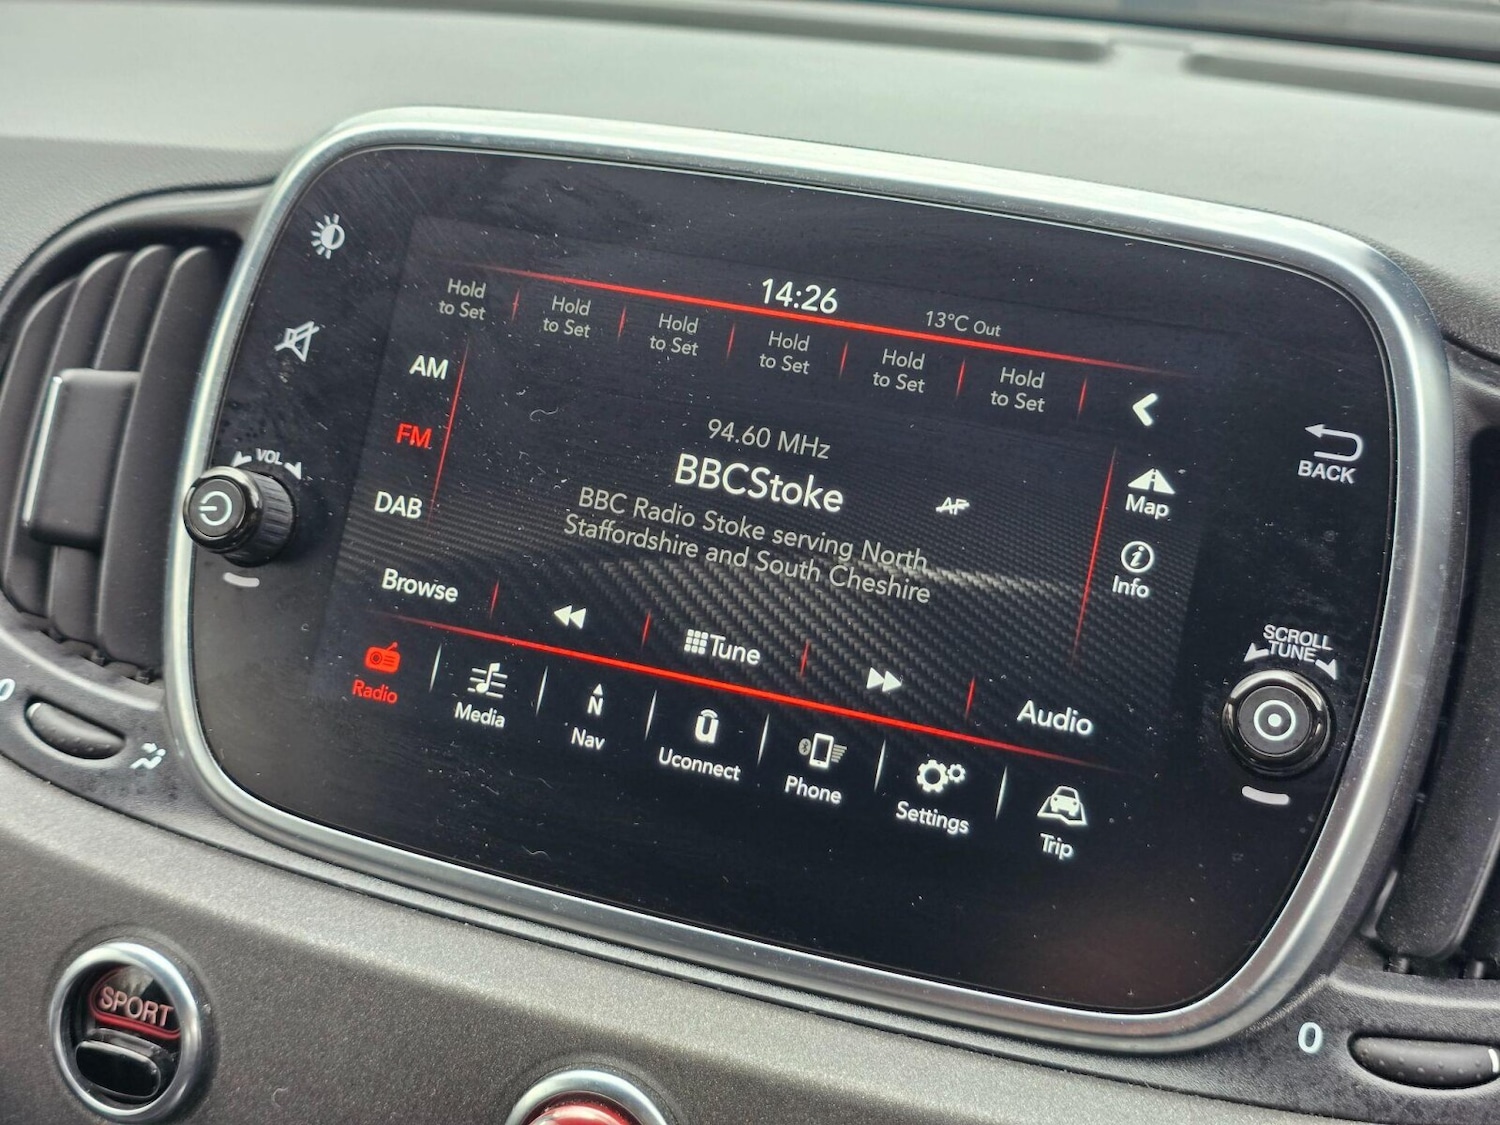 14:26
13°C Out
Hold
to Set
Hold
to Set
Hold
to Set
Hold
to Set
Hold
to Set
Hold
to Set
AM
FM
DAB
94.60 MHz
BBCStoke
AF
BBC Radio Stoke serving North
Staffordshire and South Cheshire
Map
Info
Browse
Tune
Audio
Radio
Media
N
Nav
Uconnect
Phone
Settings
Trip
VOL
BACK
SCROLL
TUNE
0
SPORT
0